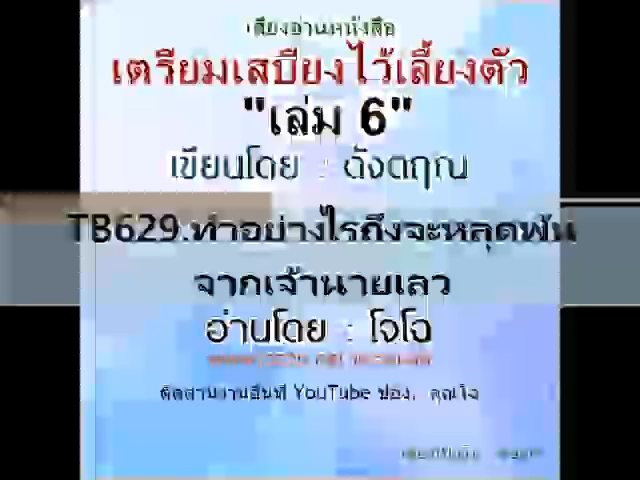 เสียงอ่านหนังสือ
เตรียมเสบียงไว้เลี้ยงตัว
"เล่ม 6"
เขียนโดย : ดังตฤณ
TB629.ทำอย่างไรถึงจะหลุดพ้น
จากเจ้านายเลว
อ่านโดย : โจโฉ
ติดตามงานอื่นที่ YouTube ช่อง. คุณโจ